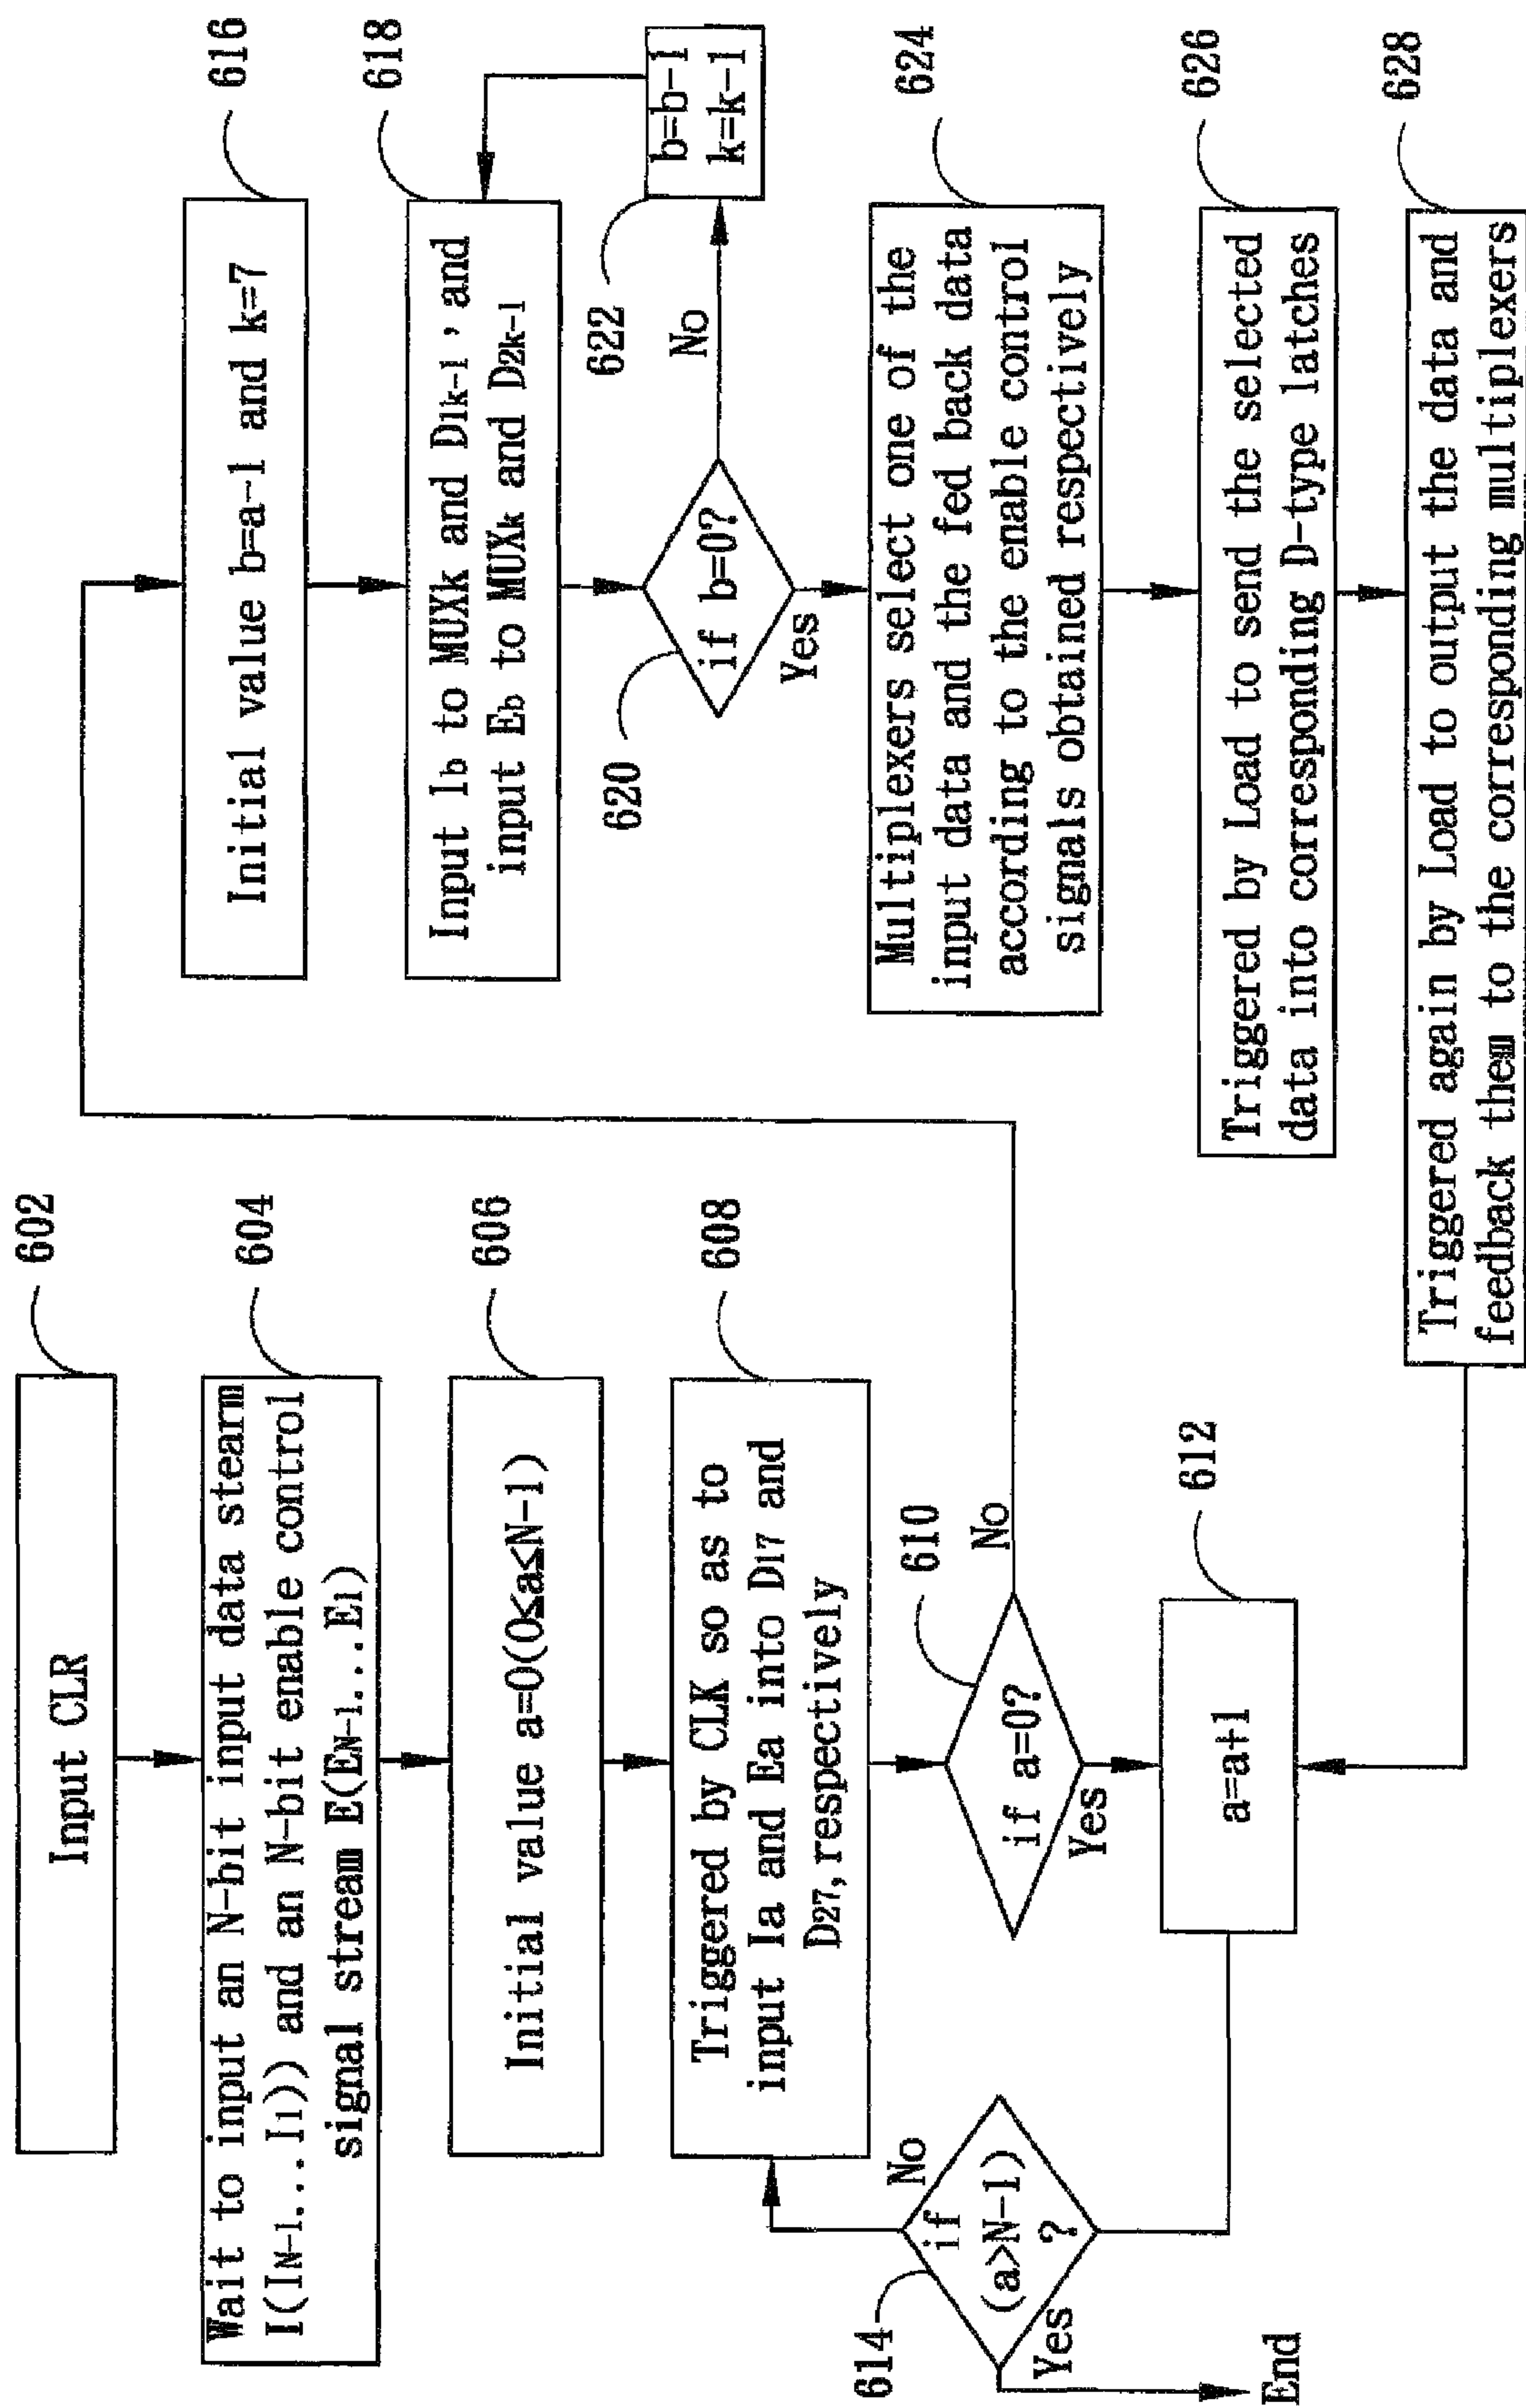 602
Input CLR
604
Wait to input an N-bit input data stearm
I(IN-1...I1)) and an N-bit enable control
signal stream E(EN-1...E1)
606
Initial value a=0(0≦a≦N-1)
608
Triggered by CLK so as to
input Ia and Ea into D17 and
D27, respectively
610
if a=0?
No
Yes
612
a=a+1
614
if
(a>N-1)
?
No
Yes
End
616
Initial value b=a-1 and k=7
618
Input Ib to MUXk and D1k-1, and
input Eb to MUXk and D2k-1
620
if b=0?
No
Yes
622
b=b-1
k=k-1
624
Multiplexers select one of the
input data and the fed back data
according to the enable control
signals obtained respectively
626
Triggered by Load to send the selected
data into corresponding D-type latches
628
Triggered again by Load to output the data and
feedback them to the corresponding multiplexers